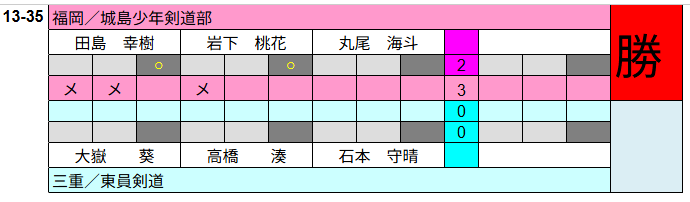 13-35 福岡／城島少年剣道部
勝
田島 幸樹 岩下 桃花 丸尾 海斗
○ ○ 2
メ メ メ 3
0
0
大嶽 葵 高橋 湊 石本 守晴
三重／東員剣道